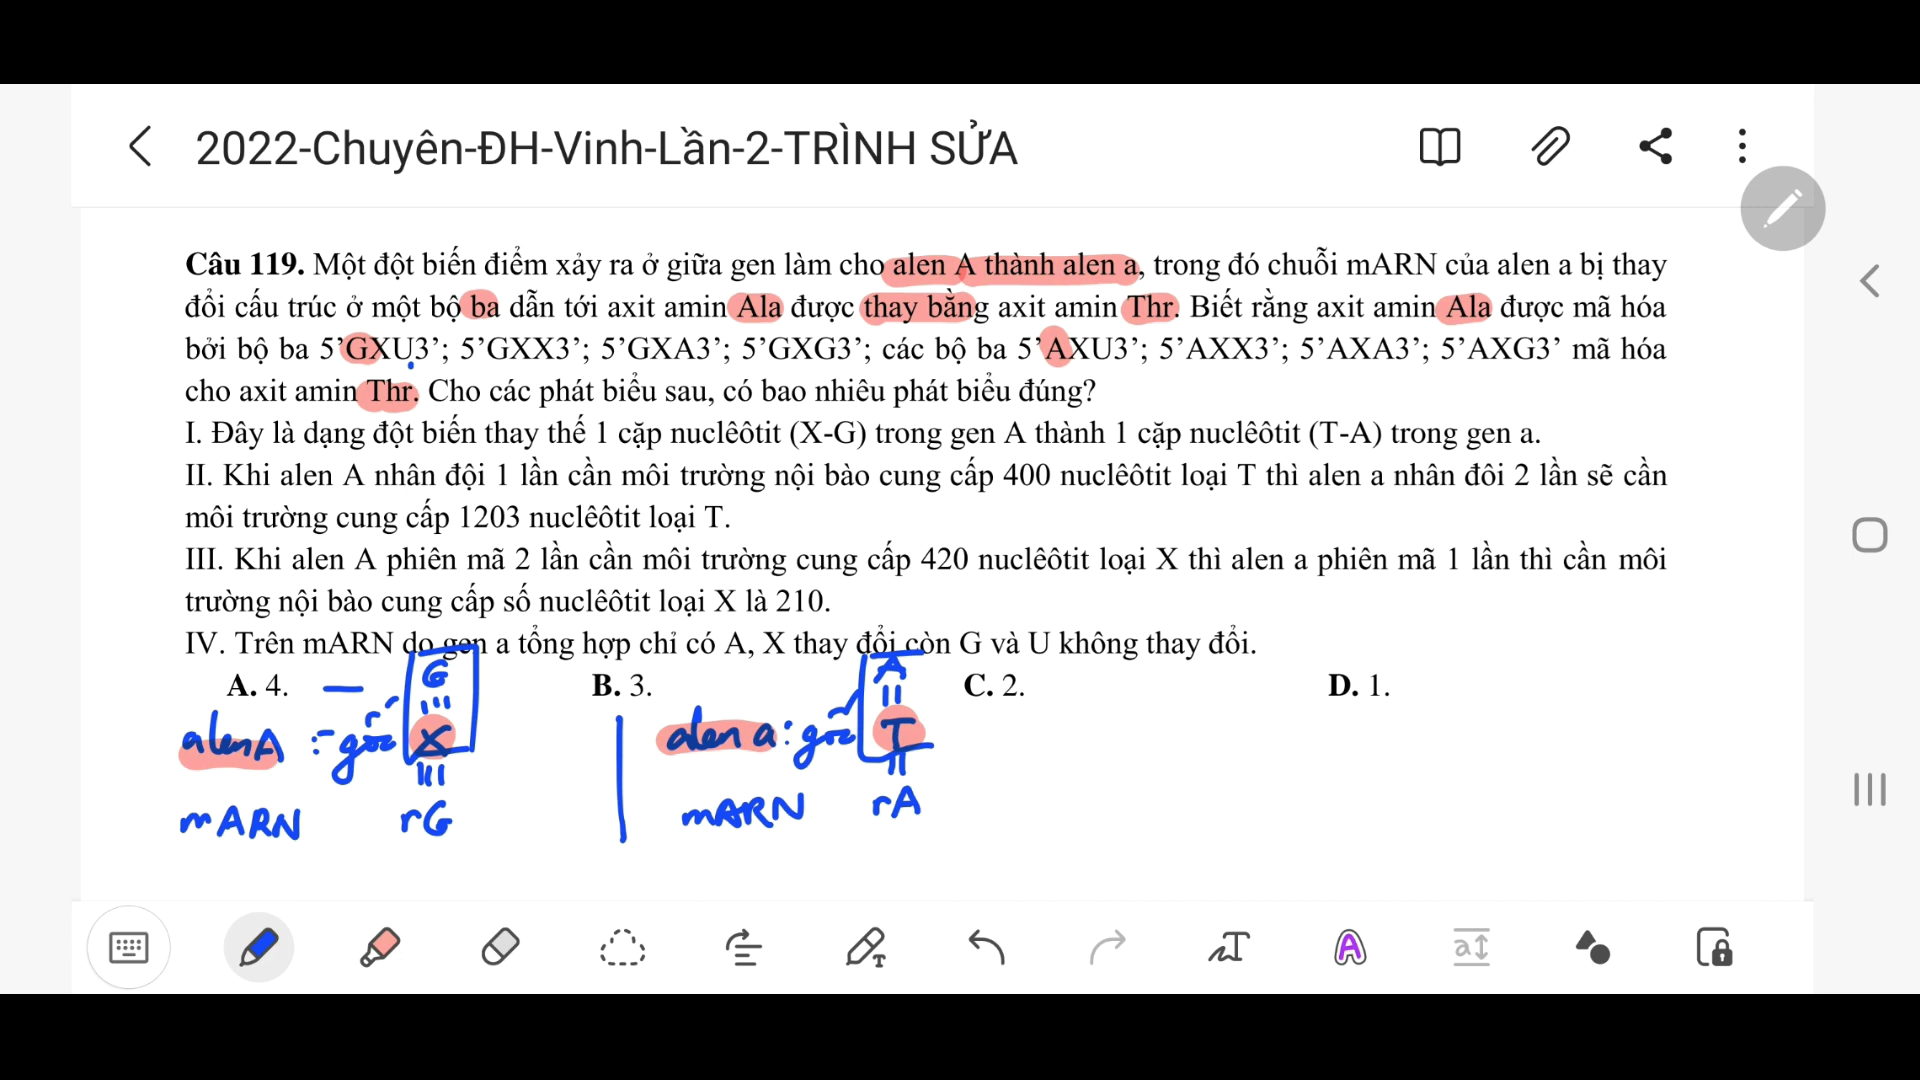 2022-Chuyên-ĐH-Vinh-Lần-2-TRÌNH SỬA
Câu 119. Một đột biến điểm xảy ra ở giữa gen làm cho alen A thành alen a, trong đó chuỗi mARN của alen a bị thay
đổi cấu trúc ở một bộ ba dẫn tới axit amin Ala được thay bằng axit amin Thr. Biết rằng axit amin Ala được mã hóa
bởi bộ ba 5’GXU3’; 5’GXX3’; 5’GXA3’; 5’GXG3’; các bộ ba 5’AXU3’; 5’AXX3’; 5’AXA3’; 5’AXG3’ mã hóa
cho axit amin Thr. Cho các phát biểu sau, có bao nhiêu phát biểu đúng?
I. Đây là dạng đột biến thay thế 1 cặp nuclêôtit (X-G) trong gen A thành 1 cặp nuclêôtit (T-A) trong gen a.
II. Khi alen A nhân đội 1 lần cần môi trường nội bào cung cấp 400 nuclêôtit loại T thì alen a nhân đôi 2 lần sẽ cần
môi trường cung cấp 1203 nuclêôtit loại T.
III. Khi alen A phiên mã 2 lần cần môi trường cung cấp 420 nuclêôtit loại X thì alen a phiên mã 1 lần thì cần môi
trường nội bào cung cấp số nuclêôtit loại X là 210.
IV. Trên mARN do gen a tổng hợp chỉ có A, X thay đổi còn G và U không thay đổi.
A. 4. B. 3. C. 2. D. 1.
G A
alen A : gốc X alen a : gốc T
mARN rG mARN rA